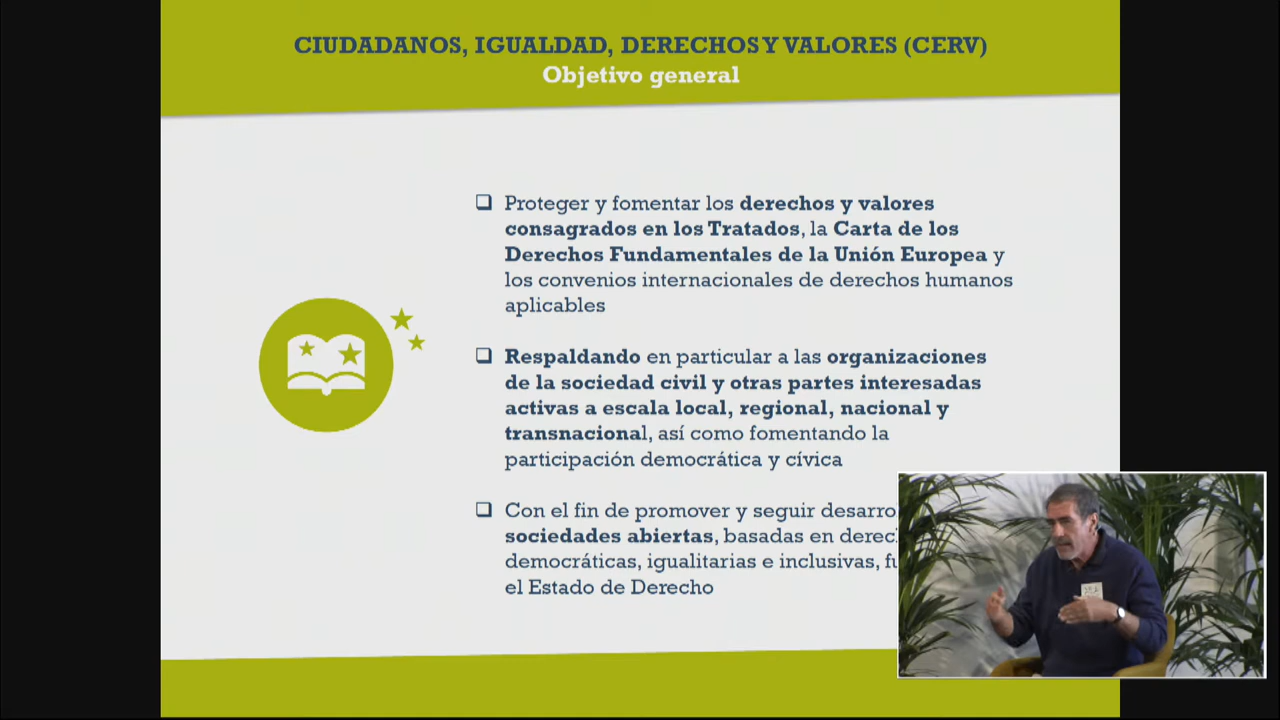 CIUDADANOS, IGUALDAD, DERECHOS Y VALORES (CERV)
Objetivo general
Proteger y fomentar los derechos y valores
consagrados en los Tratados, la Carta de los
Derechos Fundamentales de la Unión Europea y
los convenios internacionales de derechos humanos
aplicables
Respaldando en particular a las organizaciones
de la sociedad civil y otras partes interesadas
activas a escala local, regional, nacional y
transnacional, así como fomentando la
participación democrática y cívica
Con el fin de promover y seguir
sociedades abiertas, basadas en
democráticas, igualitarias e inclusivas,
el Estado de Derecho